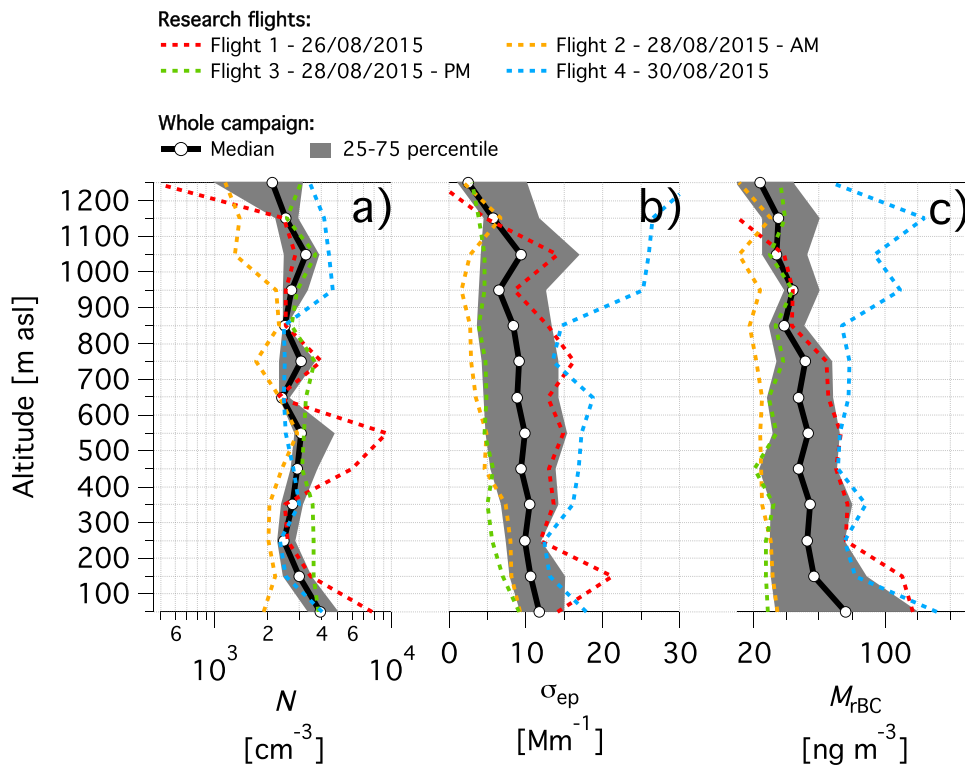 Research flights:
Flight 1 - 26/08/2015 Flight 2 - 28/08/2015 - AM
Flight 3 - 28/08/2015 - PM Flight 4 - 30/08/2015
Whole campaign:
Median 25-75 percentile
a) b) c)
Altitude [m asl]
1200
1100
1000
900
800
700
600
500
400
300
200
100
6 2 4 6
10³ 10⁴
0 10 20 30
20 100
N σep MrBC
[cm⁻³] [Mm⁻¹] [ng m⁻³]